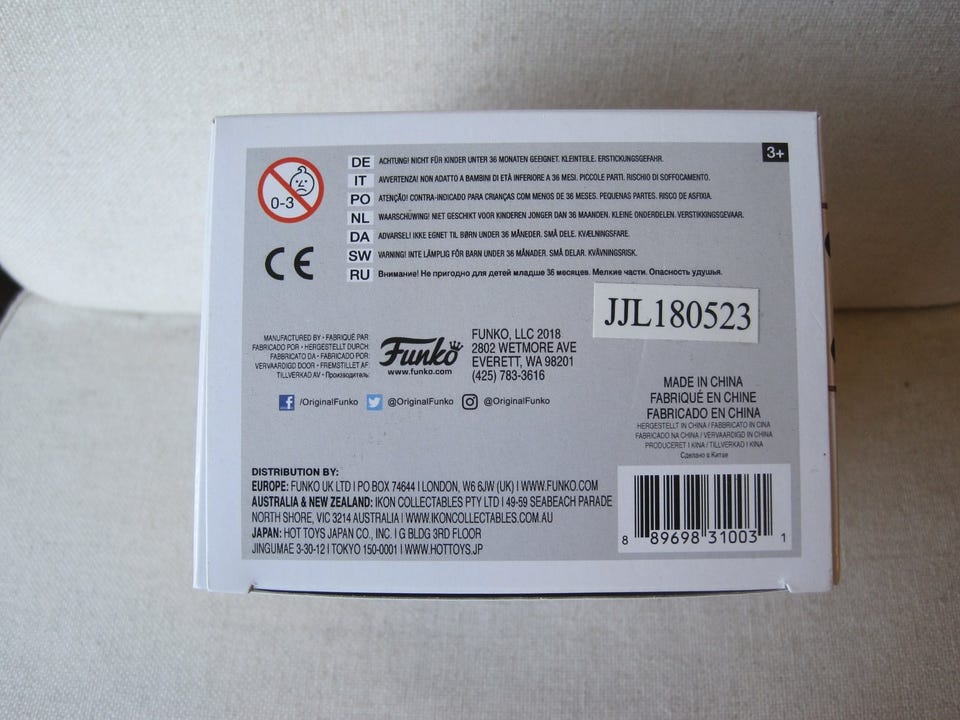 3+
0-3
DE ACHTUNG! NICHT FÜR KINDER UNTER 36 MONATEN GEEIGNET. KLEINTEILE. ERSTICKUNGSGEFAHR.
IT AVVERTENZA! NON ADATTO A BAMBINI DI ETÀ INFERIORE A 36 MESI. PICCOLE PARTI. RISCHIO DI SOFFOCAMENTO.
PO ATENÇÃO! CONTRA-INDICADO PARA CRIANÇAS COM MENOS DE 36 MESES. PEQUENAS PARTES. RISCO DE ASFIXIA.
NL WAARSCHUWING! NIET GESCHIKT VOOR KINDEREN JONGER DAN 36 MAANDEN. KLEINE ONDERDELEN. VERSTIKKINGSGEVAAR.
DA ADVARSEL! IKKE EGNET TIL BØRN UNDER 36 MÅNEDER. SMÅ DELE. KVÆLNINGSFARE.
SW VARNING! INTE LÄMPLIG FÖR BARN UNDER 36 MÅNADER. SMÅ DELAR. KVÄVNINGSRISK.
RU Внимание! Не пригодно для детей младше 36 месяцев. Мелкие части. Опасность удушья.
CE
JJL180523
MANUFACTURED BY • FABRIQUÉ PAR
FABRICADO POR • HERGESTELLT DURCH:
FABBRICATO DA • FABRICADO POR:
VERVAARDIGD DOOR • FREMSTILLET AF:
TILLVERKAD AV • Производитель:
Funko
www.funko.com
FUNKO, LLC 2018
2802 WETMORE AVE
EVERETT, WA 98201
(425) 783-3616
/OriginalFunko @OriginalFunko @OriginalFunko
MADE IN CHINA
FABRIQUÉ EN CHINE
FABRICADO EN CHINA
HERGESTELLT IN CHINA / FABBRICATO IN CINA
FABRICADO NA CHINA / VERVAARDIGD IN CHINA
PRODUCERET I KINA / TILLVERKAD I KINA
Сделано в Китае
DISTRIBUTION BY:
EUROPE: FUNKO UK LTD | PO BOX 74644 | LONDON, W6 6JW (UK) | WWW.FUNKO.COM
AUSTRALIA & NEW ZEALAND: IKON COLLECTABLES PTY LTD | 49-59 SEABEACH PARADE
NORTH SHORE, VIC 3214 AUSTRALIA | WWW.IKONCOLLECTABLES.COM.AU
JAPAN: HOT TOYS JAPAN CO., INC. | G BLDG 3RD FLOOR
JINGUMAE 3-30-12 | TOKYO 150-0001 | WWW.HOTTOYS.JP
8 89698 31003 1